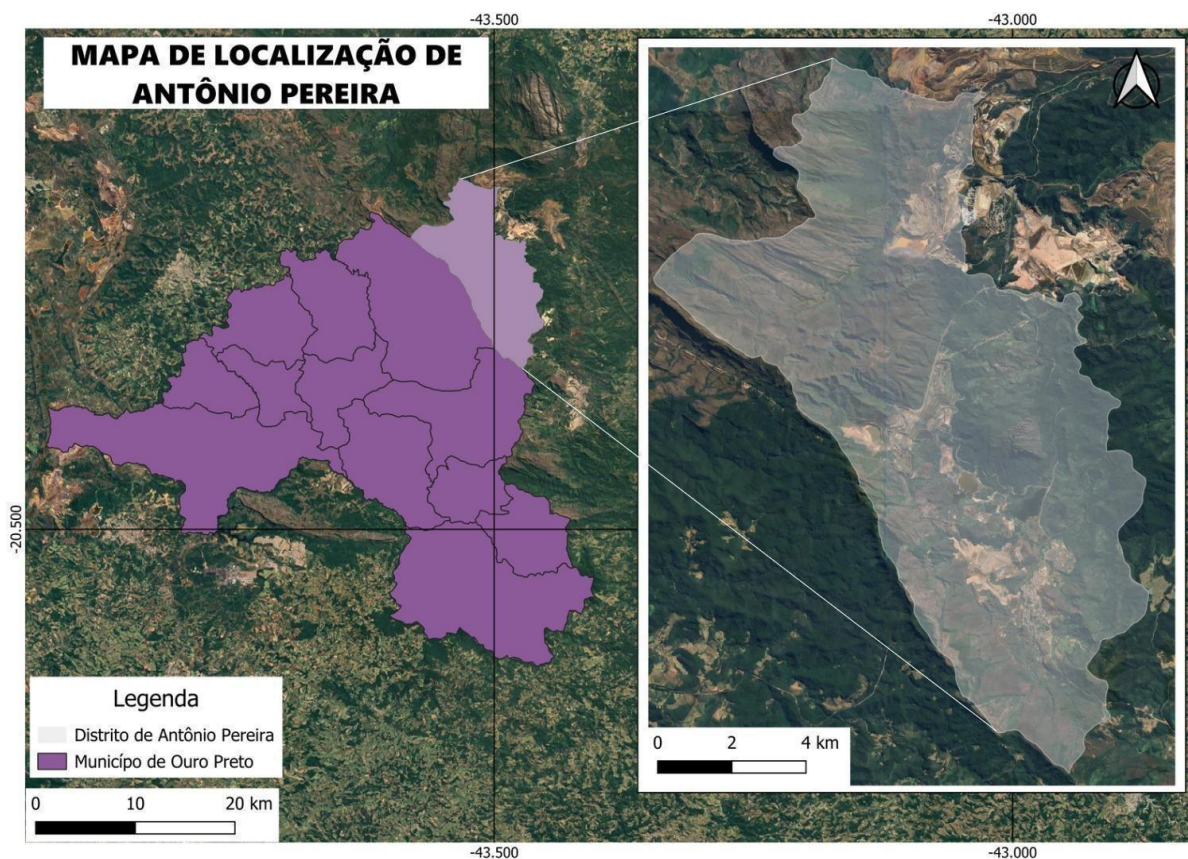 -43.500
-43.000
MAPA DE LOCALIZAÇÃO DE
ANTÔNIO PEREIRA
-20.500
Legenda
Distrito de Antônio Pereira
Municípo de Ouro Preto
0 10 20 km
0 2 4 km
-43.500
-43.000